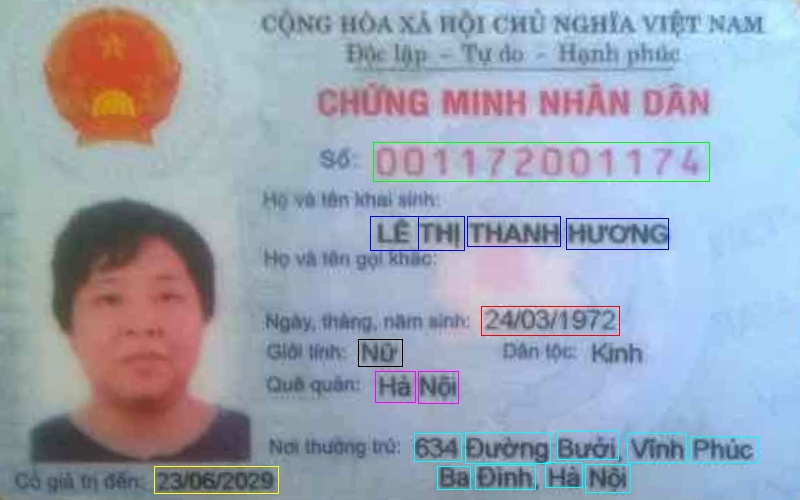 CỘNG HÒA XÃ HỘI CHỦ NGHĨA VIỆT NAM
Độc lập - Tự do - Hạnh phúc
CHỨNG MINH NHÂN DÂN
Số: 001172001174
Họ và tên khai sinh:
LÊ THỊ THANH HƯƠNG
Họ và tên gọi khác:
Ngày, tháng, năm sinh: 24/03/1972
Giới tính: Nữ Dân tộc: Kinh
Quê quán: Hà Nội
Nơi thường trú: 634 Đường Bưởi, Vĩnh Phúc
Ba Đình, Hà Nội
Có giá trị đến: 23/06/2029